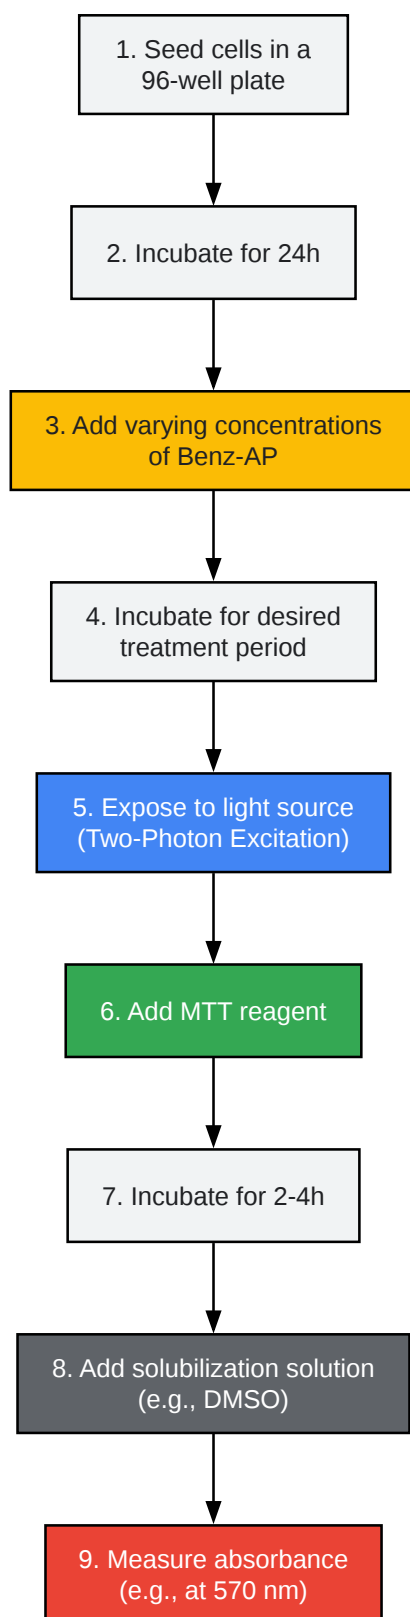 1. Seed cells in a
96-well plate
2. Incubate for 24h
3. Add varying concentrations
of Benz-AP
4. Incubate for desired
treatment period
5. Expose to light source
(Two-Photon Excitation)
6. Add MTT reagent
7. Incubate for 2-4h
8. Add solubilization solution
(e.g., DMSO)
9. Measure absorbance
(e.g., at 570 nm)